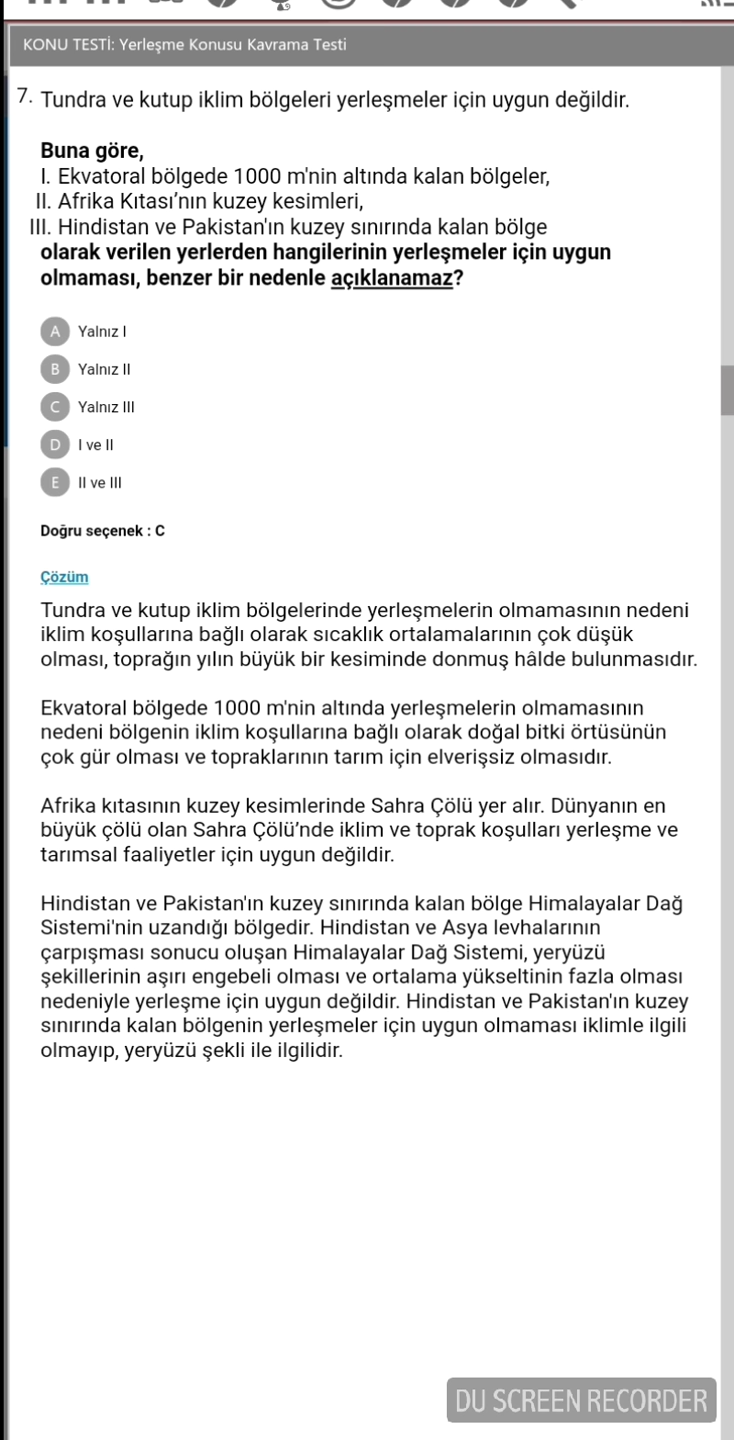 KONU TESTİ: Yerleşme Konusu Kavrama Testi
7. Tundra ve kutup iklim bölgeleri yerleşmeler için uygun değildir.
Buna göre,
I. Ekvatoral bölgede 1000 m'nin altında kalan bölgeler,
II. Afrika Kıtası’nın kuzey kesimleri,
III. Hindistan ve Pakistan'ın kuzey sınırında kalan bölge
olarak verilen yerlerden hangilerinin yerleşmeler için uygun
olmaması, benzer bir nedenle açıklanamaz?
A Yalnız I
B Yalnız II
C Yalnız III
D I ve II
E II ve III
Doğru seçenek : C
Çözüm
Tundra ve kutup iklim bölgelerinde yerleşmelerin olmamasının nedeni
iklim koşullarına bağlı olarak sıcaklık ortalamalarının çok düşük
olması, toprağın yılın büyük bir kesiminde donmuş hâlde bulunmasıdır.
Ekvatoral bölgede 1000 m'nin altında yerleşmelerin olmamasının
nedeni bölgenin iklim koşullarına bağlı olarak doğal bitki örtüsünün
çok gür olması ve topraklarının tarım için elverişsiz olmasıdır.
Afrika kıtasının kuzey kesimlerinde Sahra Çölü yer alır. Dünyanın en
büyük çölü olan Sahra Çölü’nde iklim ve toprak koşulları yerleşme ve
tarımsal faaliyetler için uygun değildir.
Hindistan ve Pakistan'ın kuzey sınırında kalan bölge Himalayalar Dağ
Sistemi'nin uzandığı bölgedir. Hindistan ve Asya levhalarının
çarpışması sonucu oluşan Himalayalar Dağ Sistemi, yeryüzü
şekillerinin aşırı engebeli olması ve ortalama yükseltinin fazla olması
nedeniyle yerleşme için uygun değildir. Hindistan ve Pakistan'ın kuzey
sınırında kalan bölgenin yerleşmeler için uygun olmaması iklimle ilgili
olmayıp, yeryüzü şekli ile ilgilidir.
DU SCREEN RECORDER